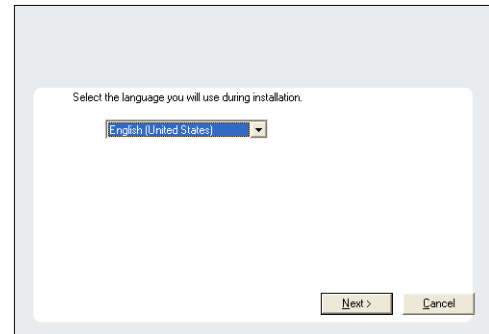 Select the language you will use during installation.
English (United States)
Next >
Cancel